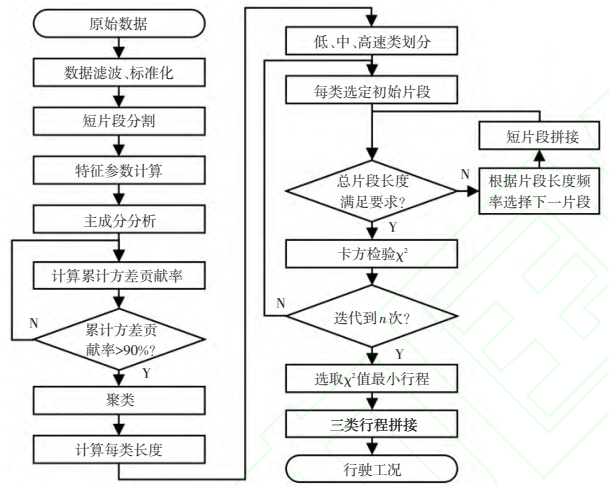 原始数据
数据滤波、标准化
短片段分割
特征参数计算
主成分分析
计算累计方差贡献率
N
累计方差贡
献率>90%?
Y
聚类
计算每类长度
低、中、高速类划分
每类选定初始片段
短片段拼接
总片段长度
满足要求?
N
根据片段长度频
率选择下一片段
Y
卡方检验χ²
N
迭代到n次?
Y
选取χ²值最小行程
三类行程拼接
行驶工况